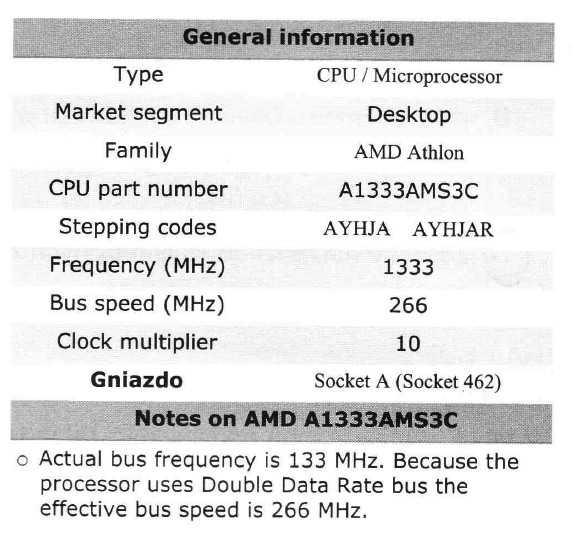 General information
Type CPU / Microprocessor
Market segment Desktop
Family AMD Athlon
CPU part number A1333AMS3C
Stepping codes AYHJA AYHJAR
Frequency (MHz) 1333
Bus speed (MHz) 266
Clock multiplier 10
Gniazdo Socket A (Socket 462)
Notes on AMD A1333AMS3C
o Actual bus frequency is 133 MHz. Because the
processor uses Double Data Rate bus the
effective bus speed is 266 MHz.